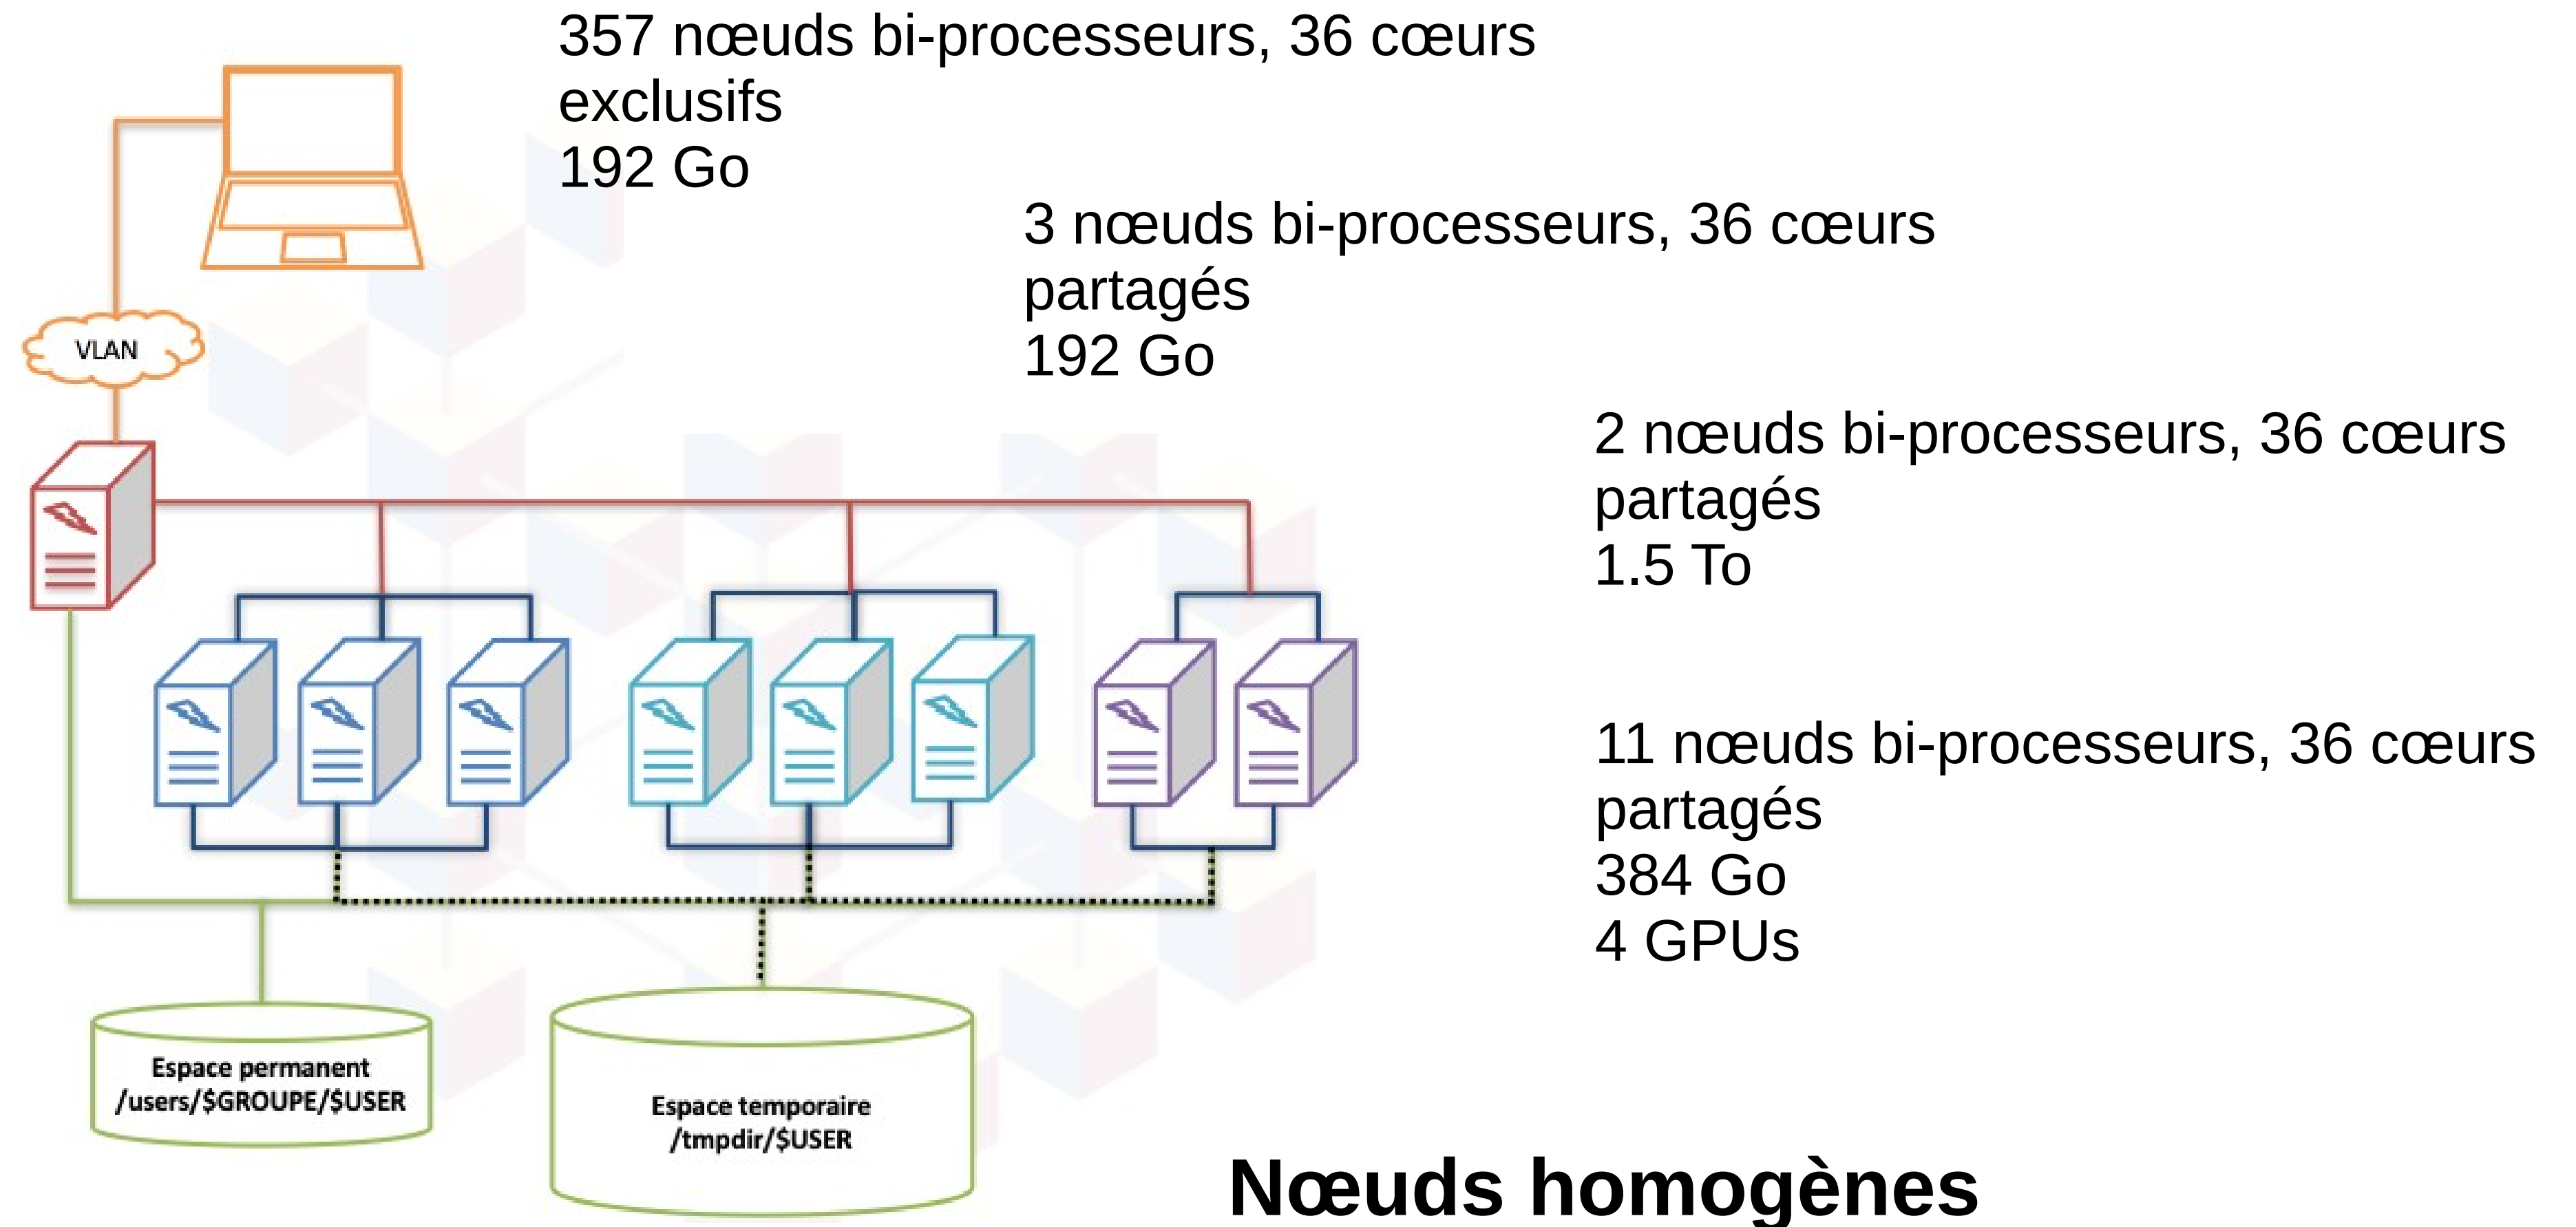 357 nœuds bi-processeurs, 36 cœurs
exclusifs
192 Go
3 nœuds bi-processeurs, 36 cœurs
partagés
192 Go
VLAN
2 nœuds bi-processeurs, 36 cœurs
partagés
1.5 To
11 nœuds bi-processeurs, 36 cœurs
partagés
384 Go
4 GPUs
Espace permanent
/users/$GROUPE/$USER
Espace temporaire
/tmpdir/$USER
Nœuds homogènes